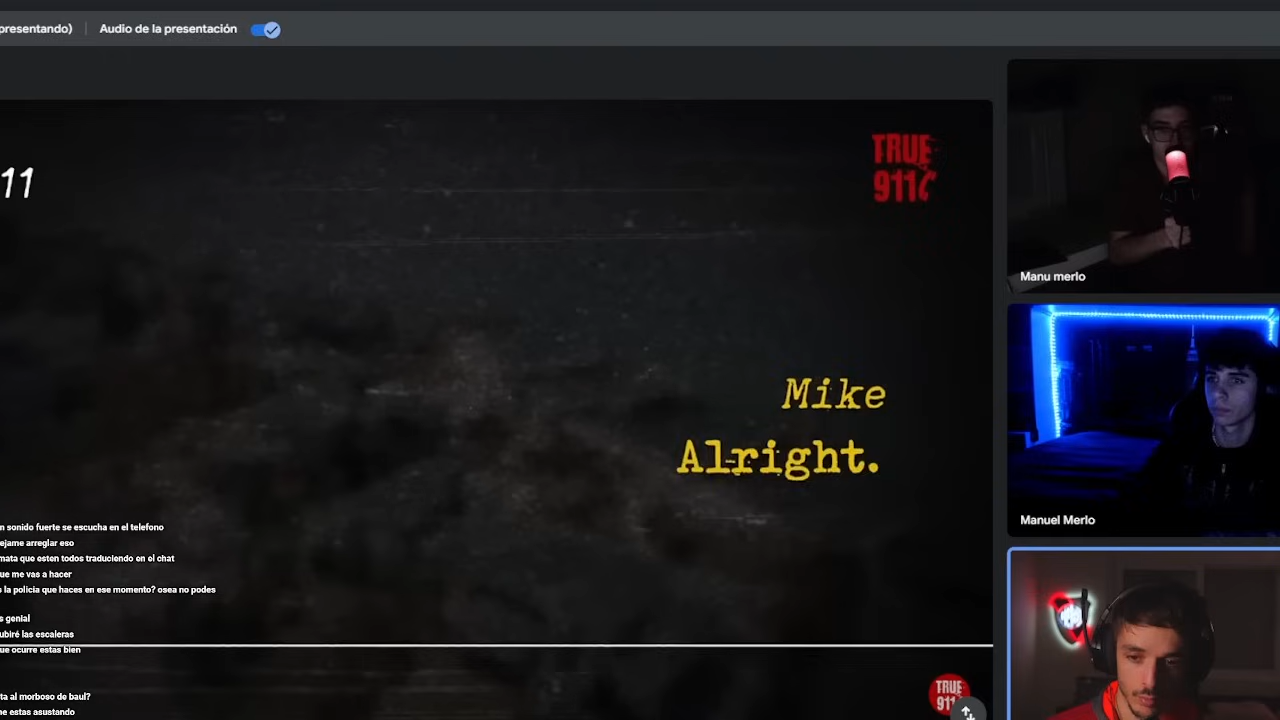 presentando)
Audio de la presentación
11
TRUE
911
Mike
Alright.
Manu merlo
Manuel Merlo
sonido fuerte se escucha en el telefono
ejame arreglar eso
mata que esten todos traduciendo en el chat
ue me vas a hacer
la policia que haces en ese momento? osea no podes
genial
ubiré las escaleras
ue ocurre estas bien
ta al morboso de baul?
ne estas asustando
TRUE
911